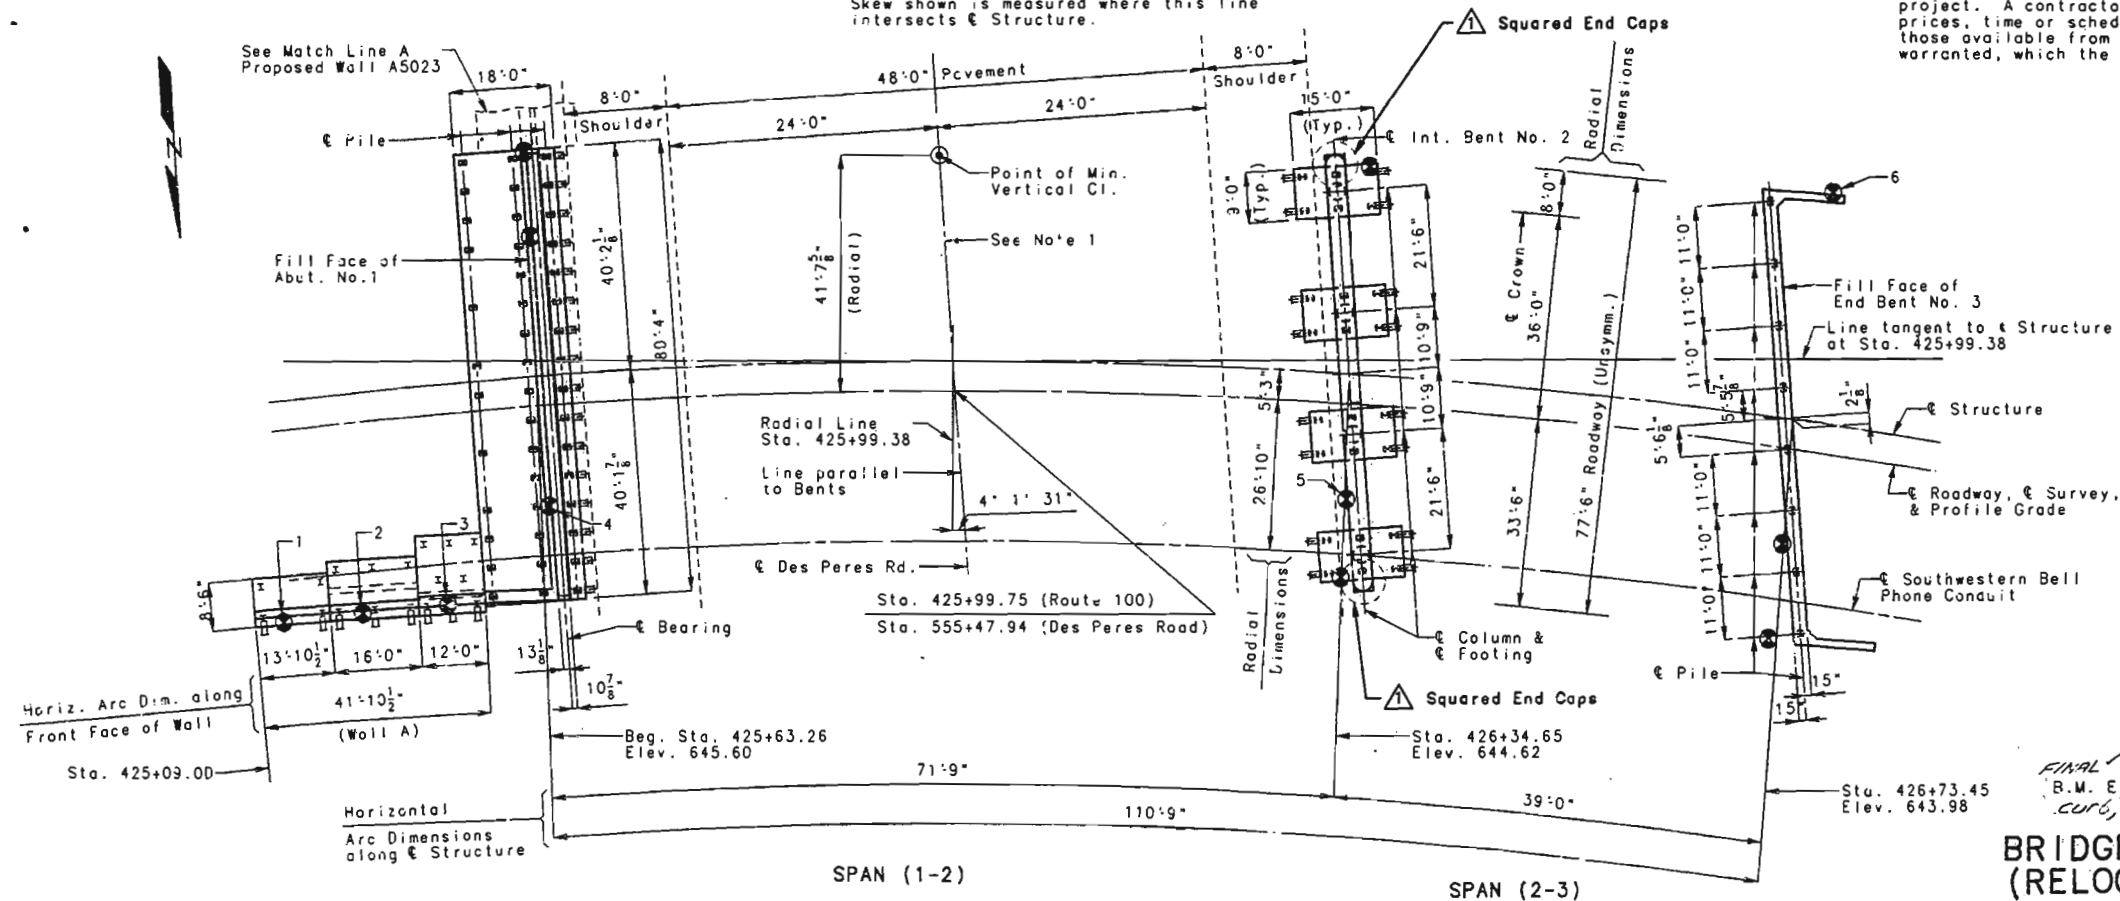 Skew shown is measured where this line
intersects ℄ Structure.
project. A contracto
prices, time or sched
those available from
warranted, which the
See Match Line A
Proposed Wall A5023
18'-0"
8'-0"
Shoulder
48'-0" Pavement
24'-0"
24'-0"
8'-0"
Shoulder
1 Squared End Caps
15'-0"
(Typ.)
Radial
Dimensions
℄ Pile
N
℄ Int. Bent No. 2
Point of Min.
Vertical Cl.
9'-0"
(Typ.)
8'-0"
6
See Note 1
Fill Face of
Abut. No.1
40'-2 1/8"
80'-4"
41'-7 5/8"
(Radial)
21'-6"
℄ Crown
36'-0"
77'-6" Roadway (Unsymm.)
11'-0"
11'-0"
11'-0"
Fill Face of
End Bent No. 3
Line tangent to ℄ Structure
at Sta. 425+99.38
10'-9"
10'-9"
5'-3"
5'-5 7/8"
2 1/8"
℄ Structure
Radial Line
Sta. 425+99.38
Line parallel
to Bents
40'-1 7/8"
26'-10"
5
21'-6"
33'-6"
5'-6 1/8"
℄ Roadway, ℄ Survey,
& Profile Grade
4° 1' 31"
11'-0"
11'-0"
11'-0"
1
2
3
4
8'-6"
℄ Des Peres Rd.
Sta. 425+99.75 (Route 100)
Sta. 555+47.94 (Des Peres Road)
Radial
Dimensions
℄ Southwestern Bell
Phone Conduit
℄ Bearing
℄ Column &
℄ Footing
℄ Pile
15"
15"
13'-10 1/2"
16'-0"
12'-0"
13 1/8"
10 7/8"
41'-10 1/2"
(Wall A)
Horiz. Arc Dim. along
Front Face of Wall
1 Squared End Caps
Sta. 425+09.00
Beg. Sta. 425+63.26
Elev. 645.60
Sta. 426+34.65
Elev. 644.62
Sta. 426+73.45
Elev. 643.98
FINAL
B.M. E
curb,
71'-9"
39'-0"
110'-9"
Horizontal
Arc Dimensions
along ℄ Structure
SPAN (1-2)
SPAN (2-3)
BRIDG
(RELO